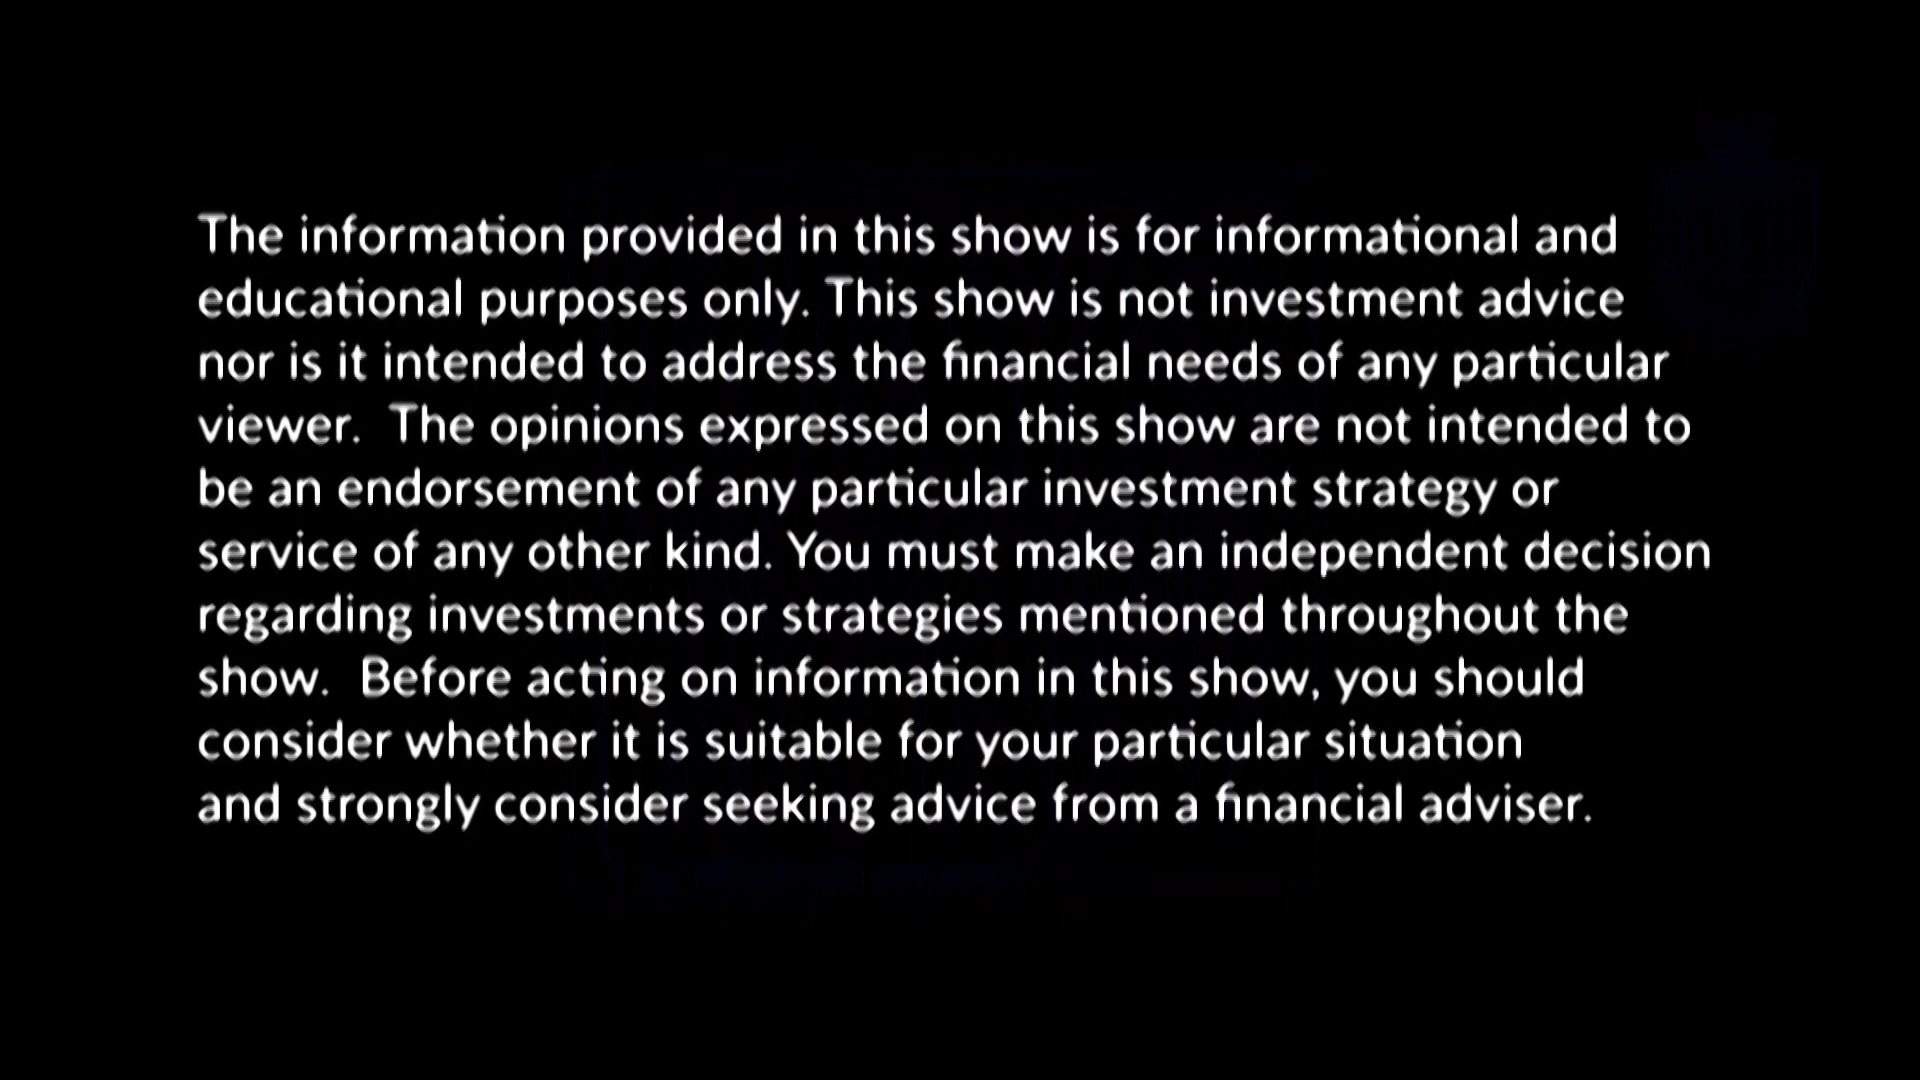 The information provided in this show is for informational and
educational purposes only. This show is not investment advice
nor is it intended to address the financial needs of any particular
viewer.  The opinions expressed on this show are not intended to
be an endorsement of any particular investment strategy or
service of any other kind. You must make an independent decision
regarding investments or strategies mentioned throughout the
show.  Before acting on information in this show, you should
consider whether it is suitable for your particular situation
and strongly consider seeking advice from a financial adviser.